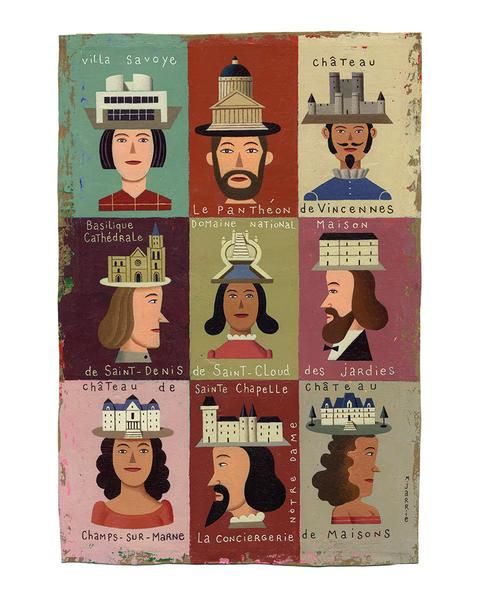 villa Savoye
Château
Le Panthéon
de Vincennes
Basilique
Cathédrale
Domaine National
Maison
de Saint-Denis
de Saint-Cloud
des Jardies
Château de
Sainte Chapelle
Château
Notre Dame
Champs-sur-Marne
La Conciergerie
de Maisons
M JARRIE